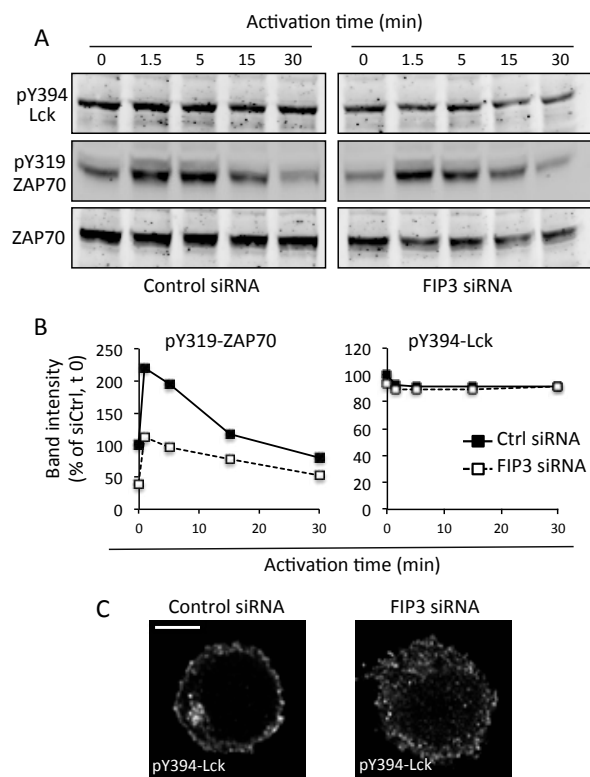 Activation time (min)
A
0 1.5 5 15 30 0 1.5 5 15 30
pY394
Lck
pY319
ZAP70
ZAP70
Control siRNA FIP3 siRNA
B
pY319-ZAP70 pY394-Lck
Band intensity
(% of siCtrl, t 0)
250
200
150
100
50
0
0 10 20 30
120
100
80
60
40
20
0
0 10 20 30
Ctrl siRNA
FIP3 siRNA
Activation time (min)
C
Control siRNA FIP3 siRNA
pY394-Lck pY394-Lck